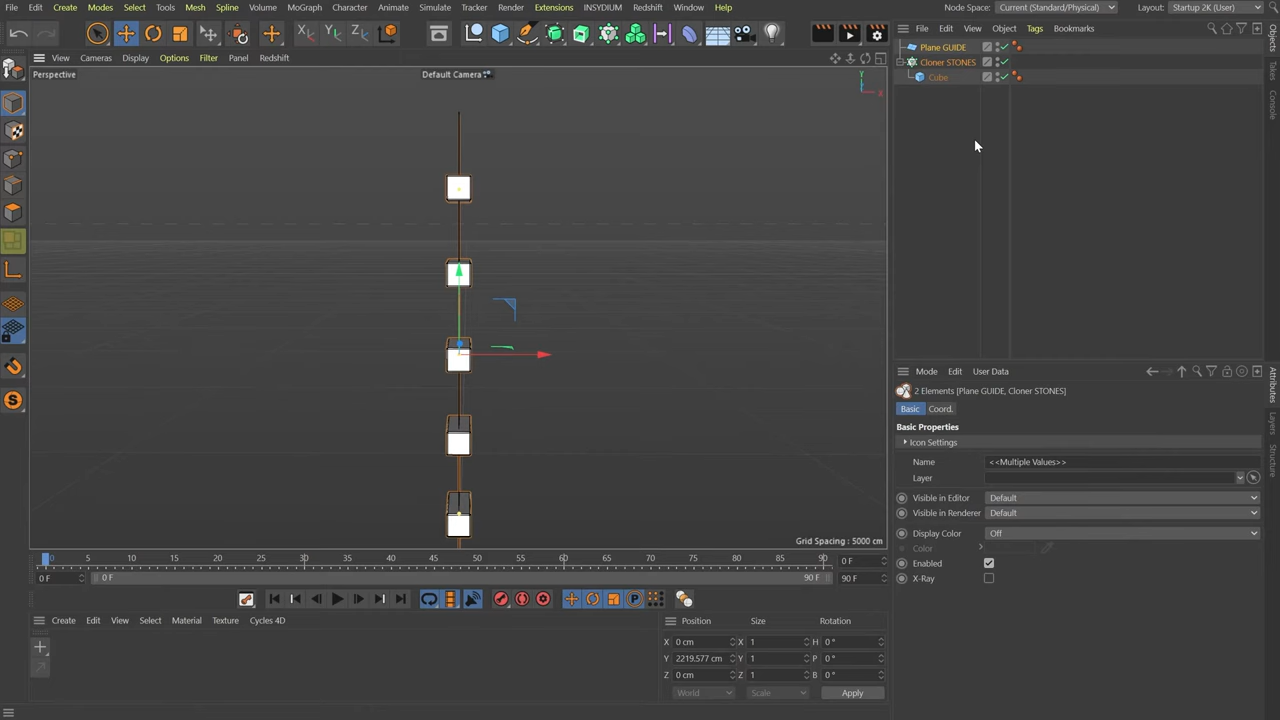 File Edit Create Modes Select Tools Mesh Spline Volume MoGraph Character Animate Simulate Tracker Render Extensions INSYDIUM Redshift Window Help
Node Space: Current (Standard/Physical) Layout: Startup 2K (User)
File Edit View Object Tags Bookmarks
View Cameras Display Options Filter Panel Redshift
Perspective
Default Camera
Y
X
Plane GUIDE
Cloner STONES
Cube
Objects
Takes
Console
Grid Spacing : 5000 cm
Mode Edit User Data
2 Elements [Plane GUIDE, Cloner STONES]
Basic Coord.
Basic Properties
Icon Settings
Name <<Multiple Values>>
Layer
Visible in Editor Default
Visible in Renderer Default
Display Color Off
Color
Enabled
X-Ray
Attributes
Layers
Structure
0 5 10 15 20 25 30 35 40 45 50 55 60 65 70 75 80 85 90 0 F
0 F 0 F 90 F 90 F
Create Edit View Select Material Texture Cycles 4D
Position Size Rotation
X 0 cm X 1 H 0 °
Y 2219.577 cm Y 1 P 0 °
Z 0 cm Z 1 B 0 °
World Scale Apply